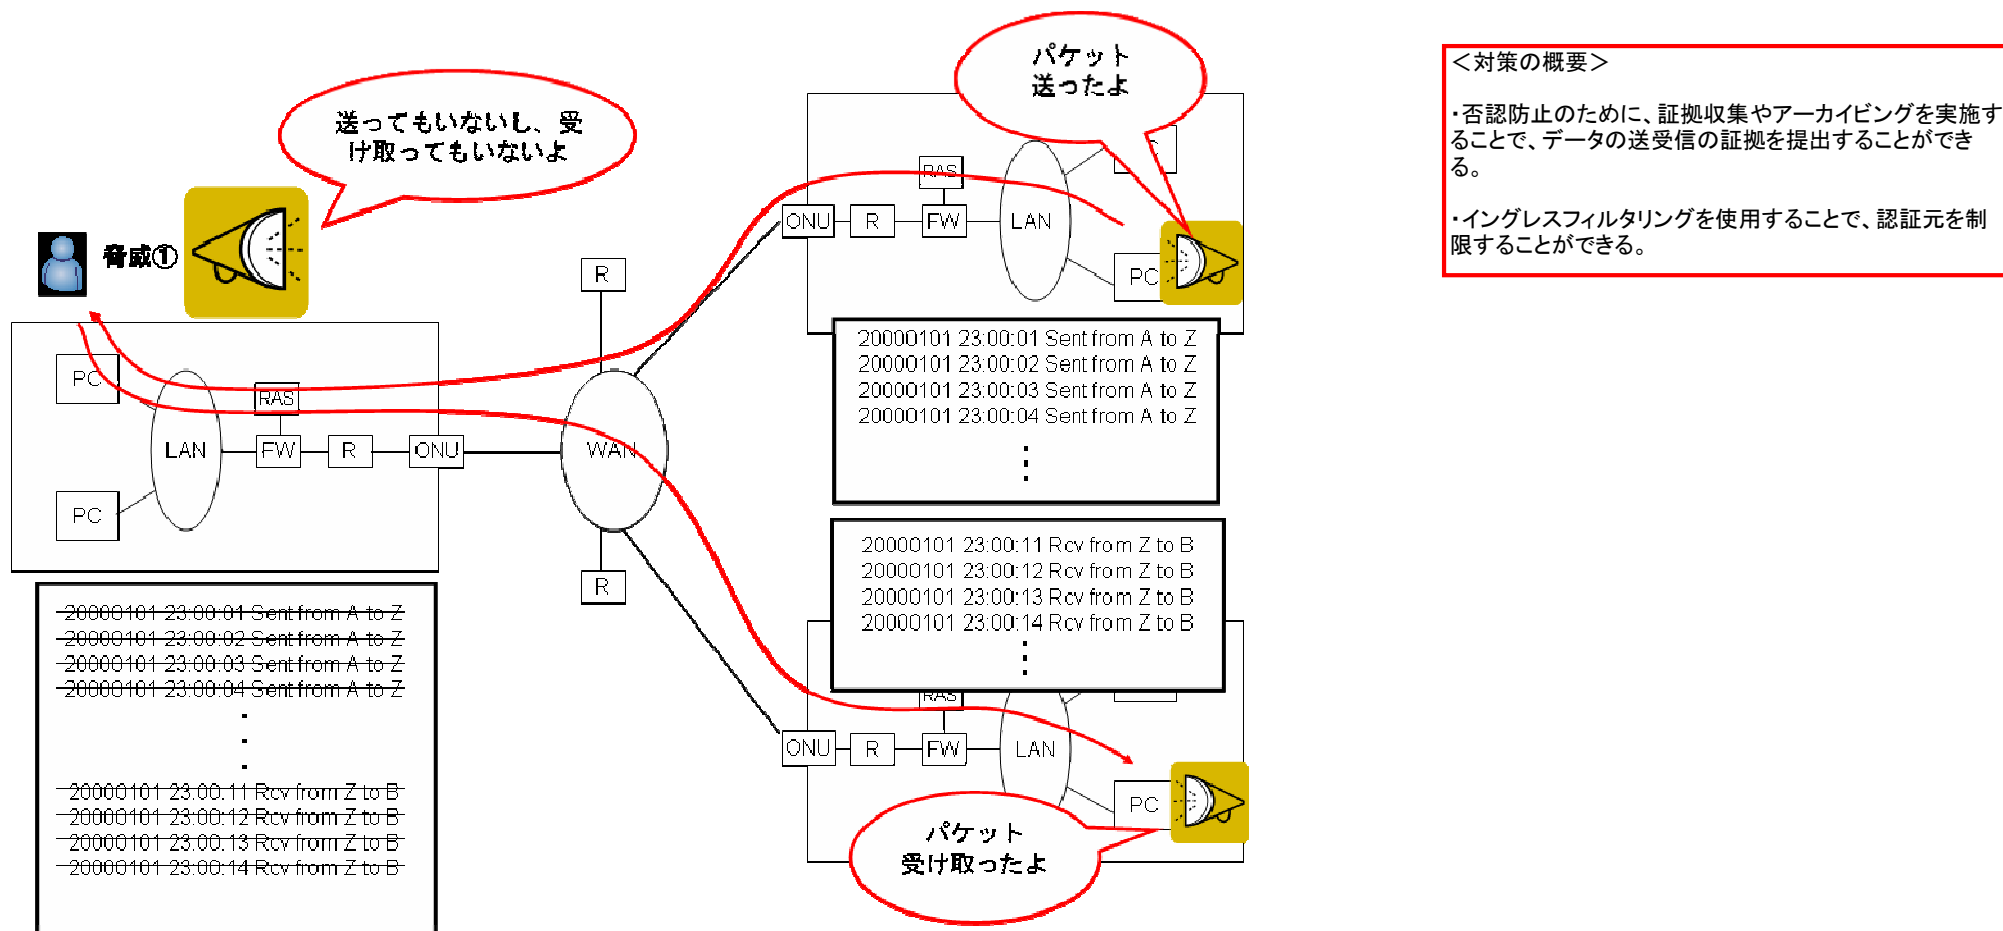 パケット
送ったよ
送ってもいないし、受
け取ってもいないよ
脅威①
<対策の概要>
・否認防止のために、証拠収集やアーカイビングを実施す
ることで、データの送受信の証拠を提出することができ
る。
・イングレスフィルタリングを使用することで、認証元を制
限することができる。
RAS
ONU
R
FW
LAN
PC
R
20000101 23:00:01 Sent from A to Z
20000101 23:00:02 Sent from A to Z
20000101 23:00:03 Sent from A to Z
20000101 23:00:04 Sent from A to Z
PC
RAS
LAN
FW
R
ONU
WAN
PC
R
20000101 23:00:11 Rcv from Z to B
20000101 23:00:12 Rcv from Z to B
20000101 23:00:13 Rcv from Z to B
20000101 23:00:14 Rcv from Z to B
20000101 23:00:01 Sent from A to Z
20000101 23:00:02 Sent from A to Z
20000101 23:00:03 Sent from A to Z
20000101 23:00:04 Sent from A to Z
20000101 23:00:11 Rcv from Z to B
20000101 23:00:12 Rcv from Z to B
20000101 23:00:13 Rcv from Z to B
20000101 23:00:14 Rcv from Z to B
RAS
ONU
R
FW
LAN
PC
パケット
受け取ったよ